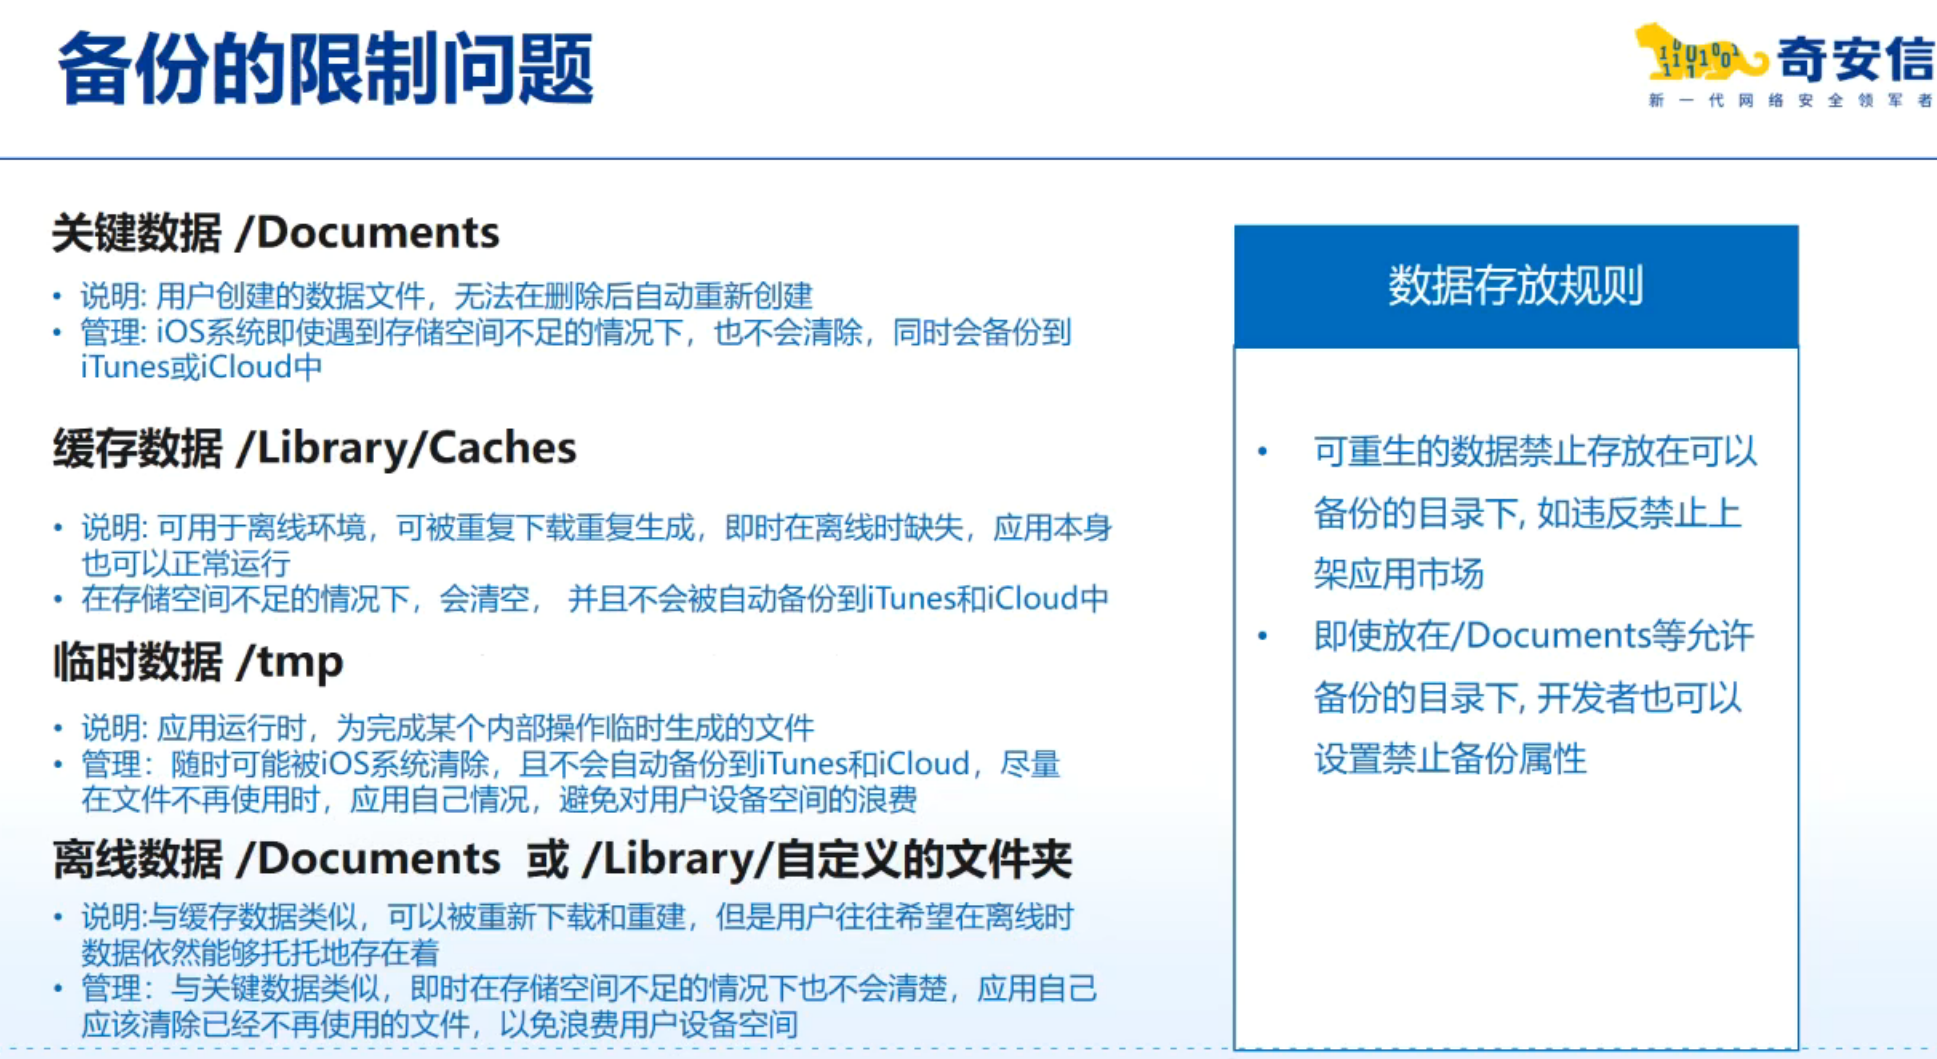 备份的限制问题
奇安信
新一代网络安全领军者
关键数据 /Documents
• 说明: 用户创建的数据文件，无法在删除后自动重新创建
• 管理: iOS系统即使遇到存储空间不足的情况下，也不会清除，同时会备份到
iTunes或iCloud中
缓存数据 /Library/Caches
• 说明: 可用于离线环境，可被重复下载重复生成，即时在离线时缺失，应用本身
也可以正常运行
• 在存储空间不足的情况下，会清空， 并且不会被自动备份到iTunes和iCloud中
临时数据 /tmp
• 说明: 应用运行时，为完成某个内部操作临时生成的文件
• 管理：随时可能被iOS系统清除，且不会自动备份到iTunes和iCloud，尽量
在文件不再使用时，应用自己情况，避免对用户设备空间的浪费
离线数据 /Documents 或 /Library/自定义的文件夹
• 说明:与缓存数据类似，可以被重新下载和重建，但是用户往往希望在离线时
数据依然能够托托地存在着
• 管理：与关键数据类似，即时在存储空间不足的情况下也不会清楚，应用自己
应该清除已经不再使用的文件，以免浪费用户设备空间
数据存放规则
• 可重生的数据禁止存放在可以
备份的目录下, 如违反禁止上
架应用市场
• 即使放在/Documents等允许
备份的目录下, 开发者也可以
设置禁止备份属性